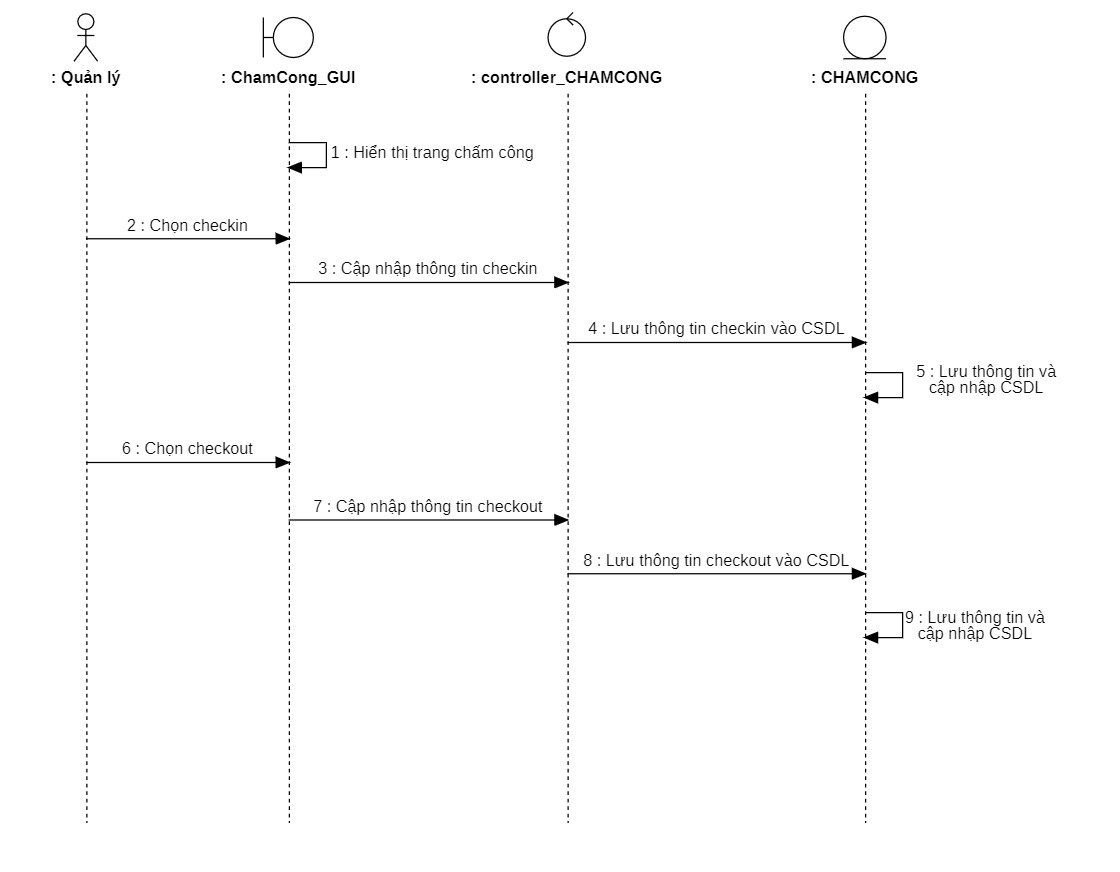 : Quản lý
: ChamCong_GUI
: controller_CHAMCONG
: CHAMCONG
1 : Hiển thị trang chấm công
2 : Chọn checkin
3 : Cập nhập thông tin checkin
4 : Lưu thông tin checkin vào CSDL
5 : Lưu thông tin và
cập nhập CSDL
6 : Chọn checkout
7 : Cập nhập thông tin checkout
8 : Lưu thông tin checkout vào CSDL
9 : Lưu thông tin và
cập nhập CSDL